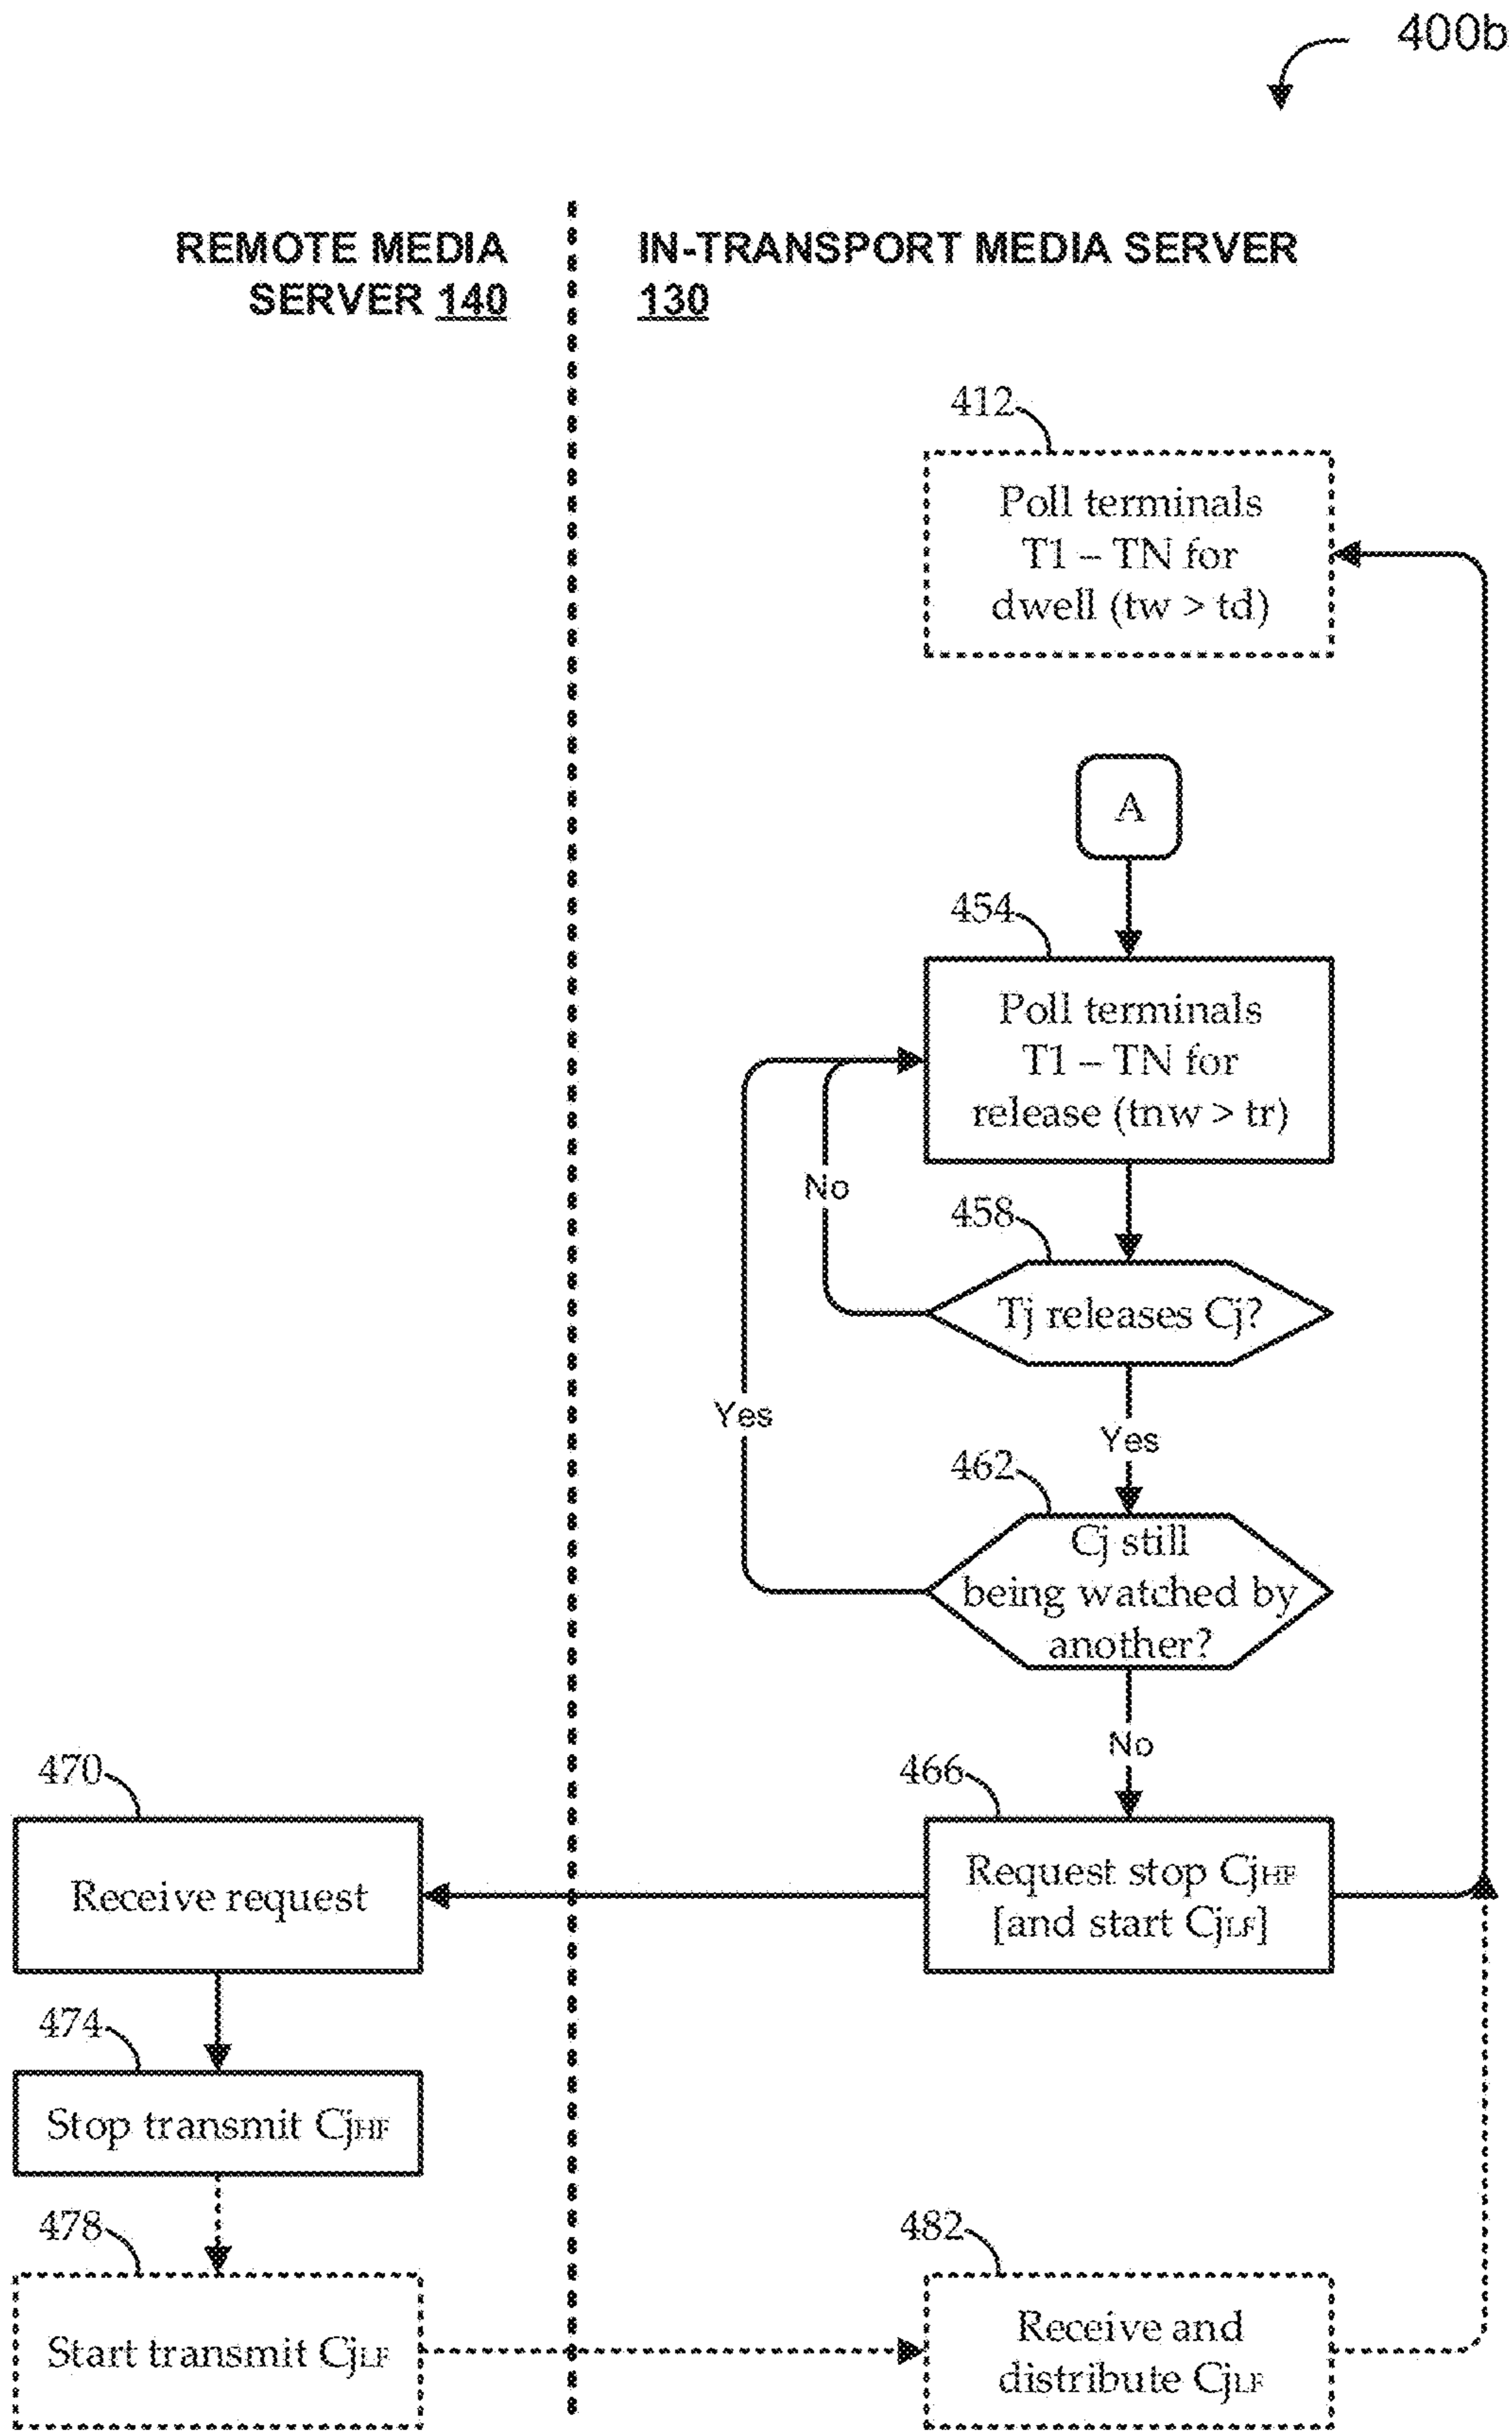 400b
REMOTE MEDIA
SERVER 140
IN-TRANSPORT MEDIA SERVER
130
412
Poll terminals
T1 – TN for
dwell (tw > td)
A
454
Poll terminals
T1 – TN for
release (tnw > tr)
No
458
Tj releases Cj?
Yes
Yes
462
Cj still
being watched by
another?
No
470
466
Receive request
Request stop CjHF
[and start CjLF]
474
Stop transmit CjHF
478
482
Start transmit CjLF
Receive and
distribute CjLF